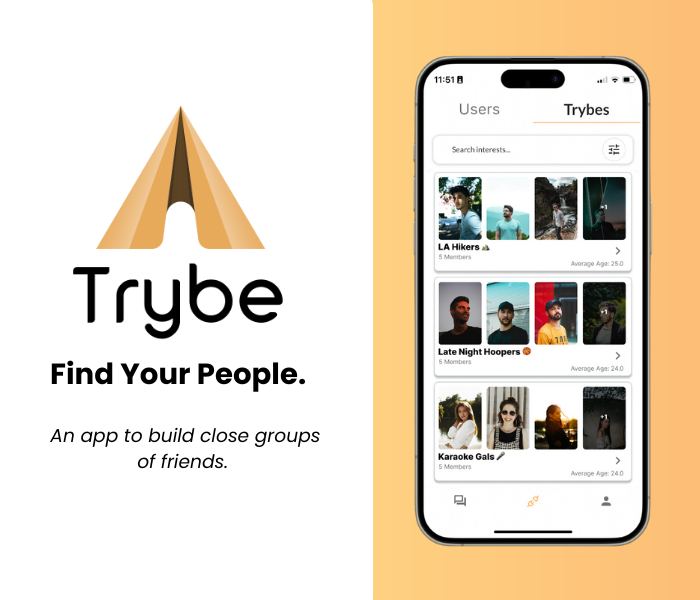 Trybe
Find Your People.
An app to build close groups
of friends.
11:51
Users Trybes
Search interests...
+1
LA Hikers
5 Members
Average Age: 25.0
+1
Late Night Hoopers
5 Members
Average Age: 24.0
+1
Karaoke Gals
5 Members
Average Age: 24.0